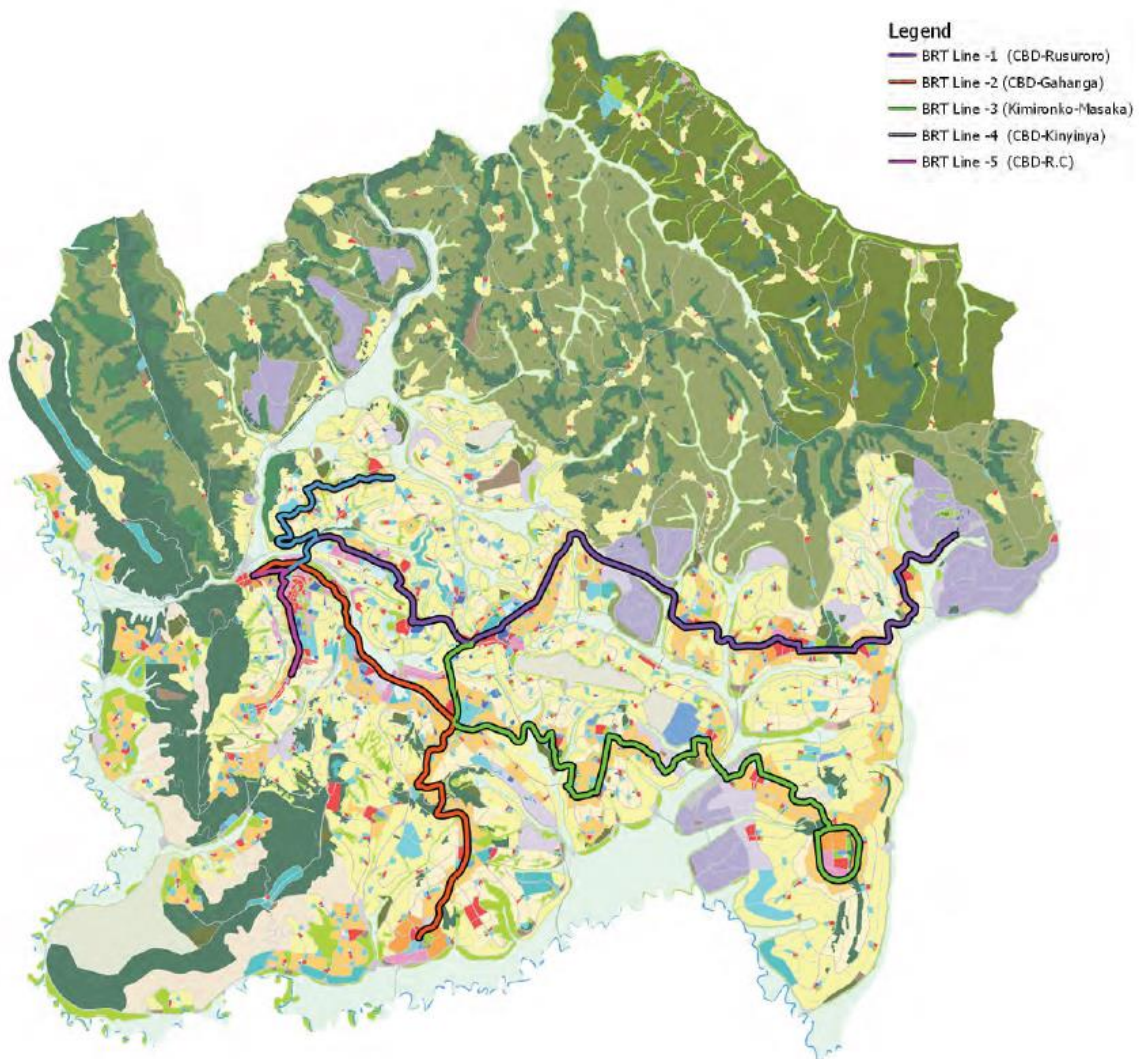 Legend
BRT Line -1 (CBD-Rusuroro)
BRT Line -2 (CBD-Gahanga)
BRT Line -3 (Kimironko-Masaka)
BRT Line -4 (CBD-Kinyinya)
BRT Line -5 (CBD-R.C)